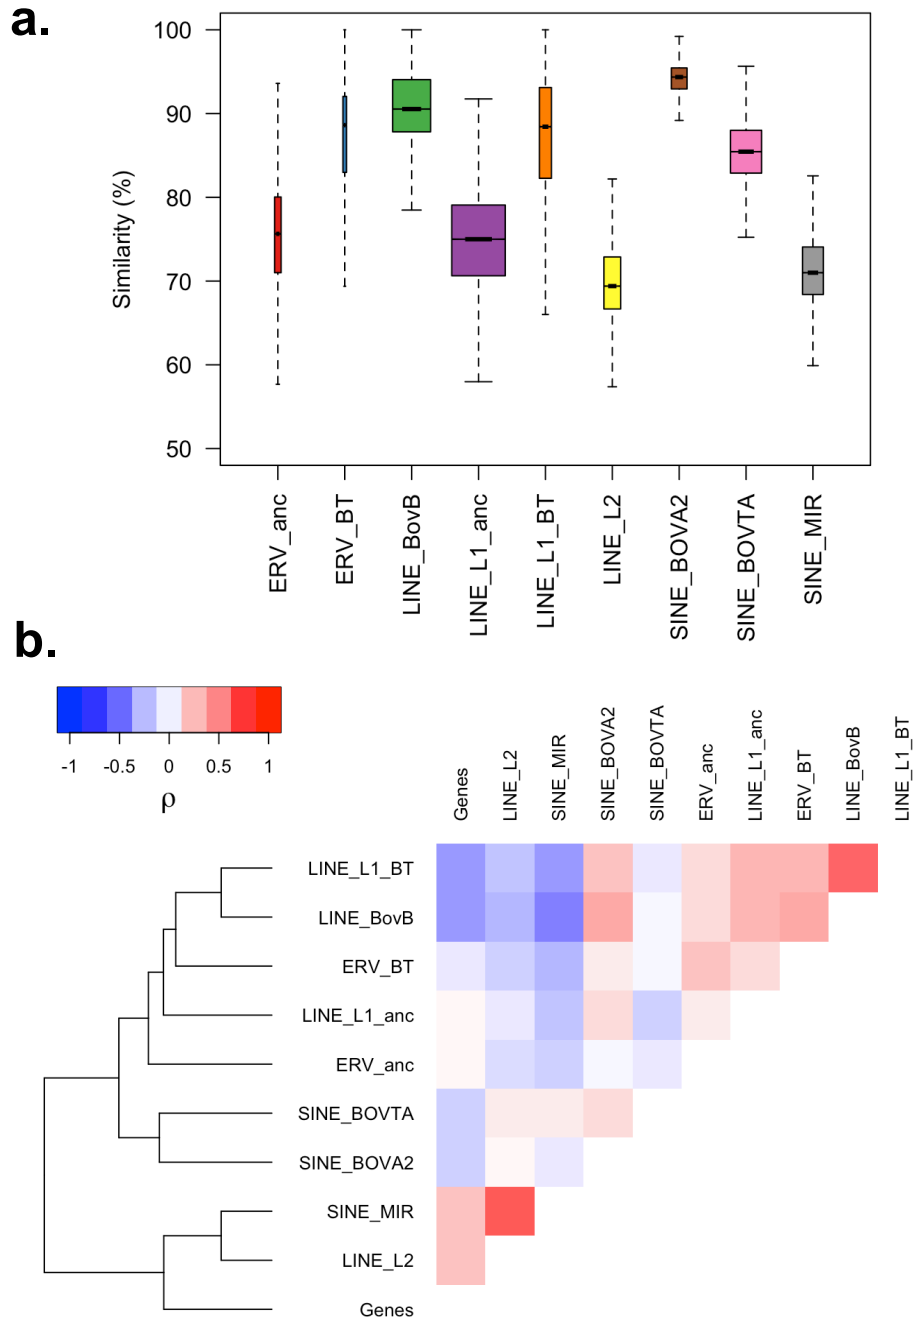 a.
100
90
80
70
60
50
Similarity (%)
ERV_anc
ERV_BT
LINE_BovB
LINE_L1_anc
LINE_L1_BT
LINE_L2
SINE_BOVA2
SINE_BOVTA
SINE_MIR
b.
-1 -0.5 0 0.5 1
ρ
Genes
LINE_L2
SINE_MIR
SINE_BOVA2
SINE_BOVTA
ERV_anc
LINE_L1_anc
ERV_BT
LINE_BovB
LINE_L1_BT
LINE_L1_BT
LINE_BovB
ERV_BT
LINE_L1_anc
ERV_anc
SINE_BOVTA
SINE_BOVA2
SINE_MIR
LINE_L2
Genes